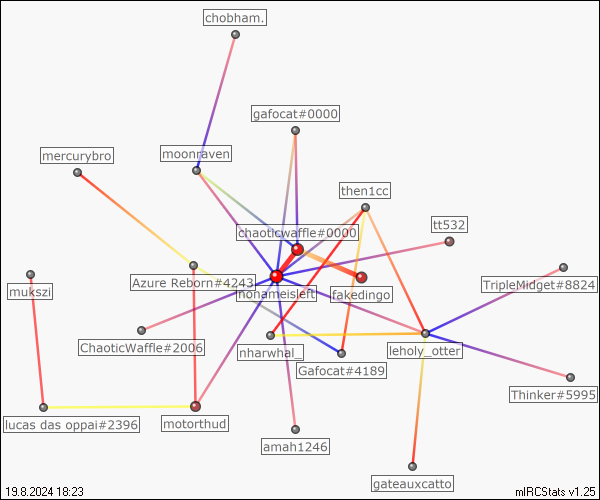 chobham.
gafocat#0000
mercurybro
moonraven
then1cc
tt532
chaoticwaffle#0000
Azure Reborn#4243
nonameisleft
fakedingo
TripleMidget#8824
mukszi
ChaoticWaffle#2006
nharwhal_
leholy_otter
Gafocat#4189
Thinker#5995
lucas das oppai#2396
motorthud
amah1246
gateauxcatto
19.8.2024 18:23
mIRCStats v1.25